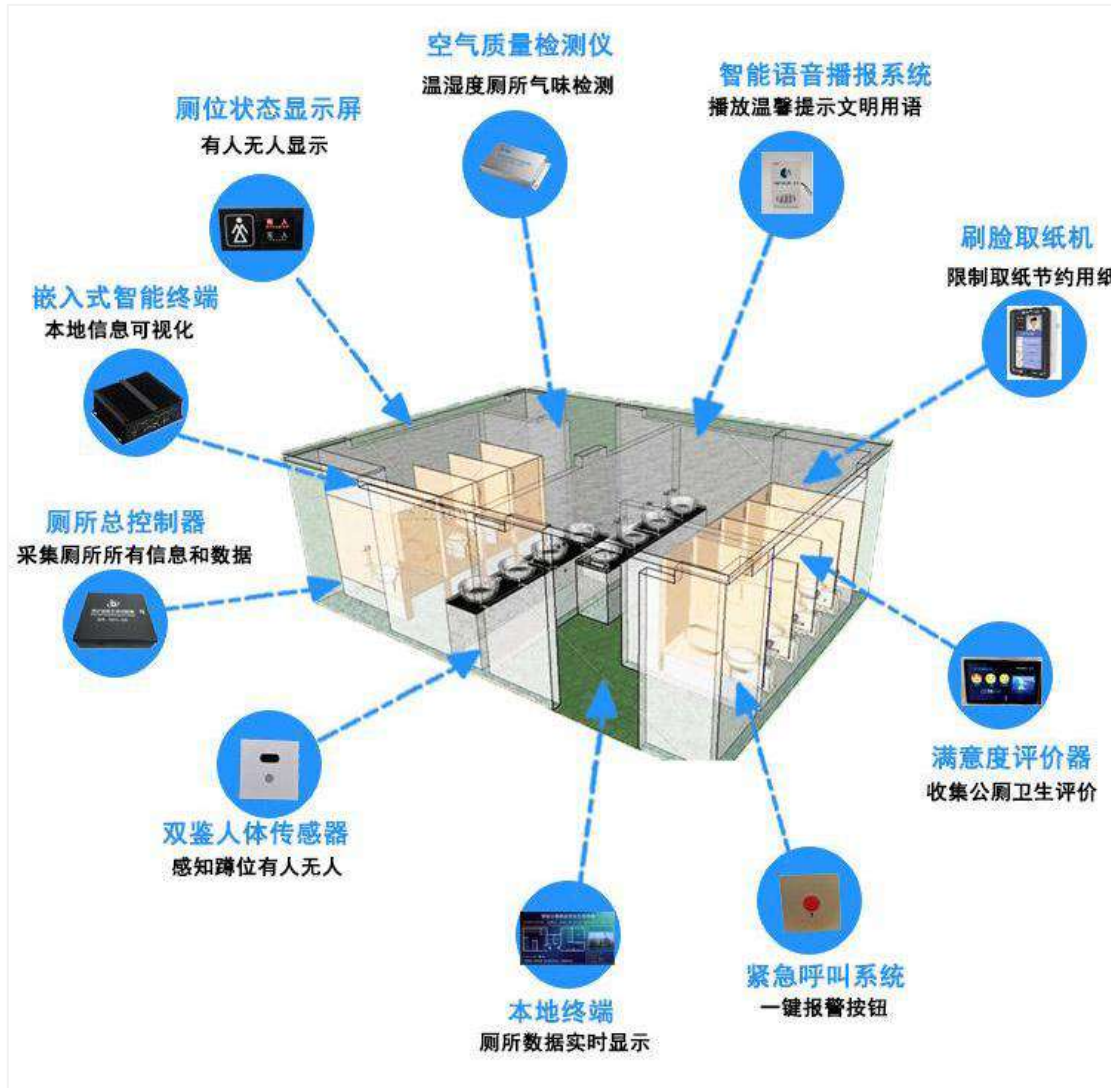 空气质量检测仪
温湿度厕所气味检测
智能语音播报系统
播放温馨提示文明用语
厕位状态显示屏
有人无人显示
有人
无人
刷脸取纸机
限制取纸节约用纸
嵌入式智能终端
本地信息可视化
厕所总控制器
采集厕所所有信息和数据
满意度评价器
收集公厕卫生评价
双鉴人体传感器
感知蹲位有人无人
紧急呼叫系统
一键报警按钮
本地终端
厕所数据实时显示